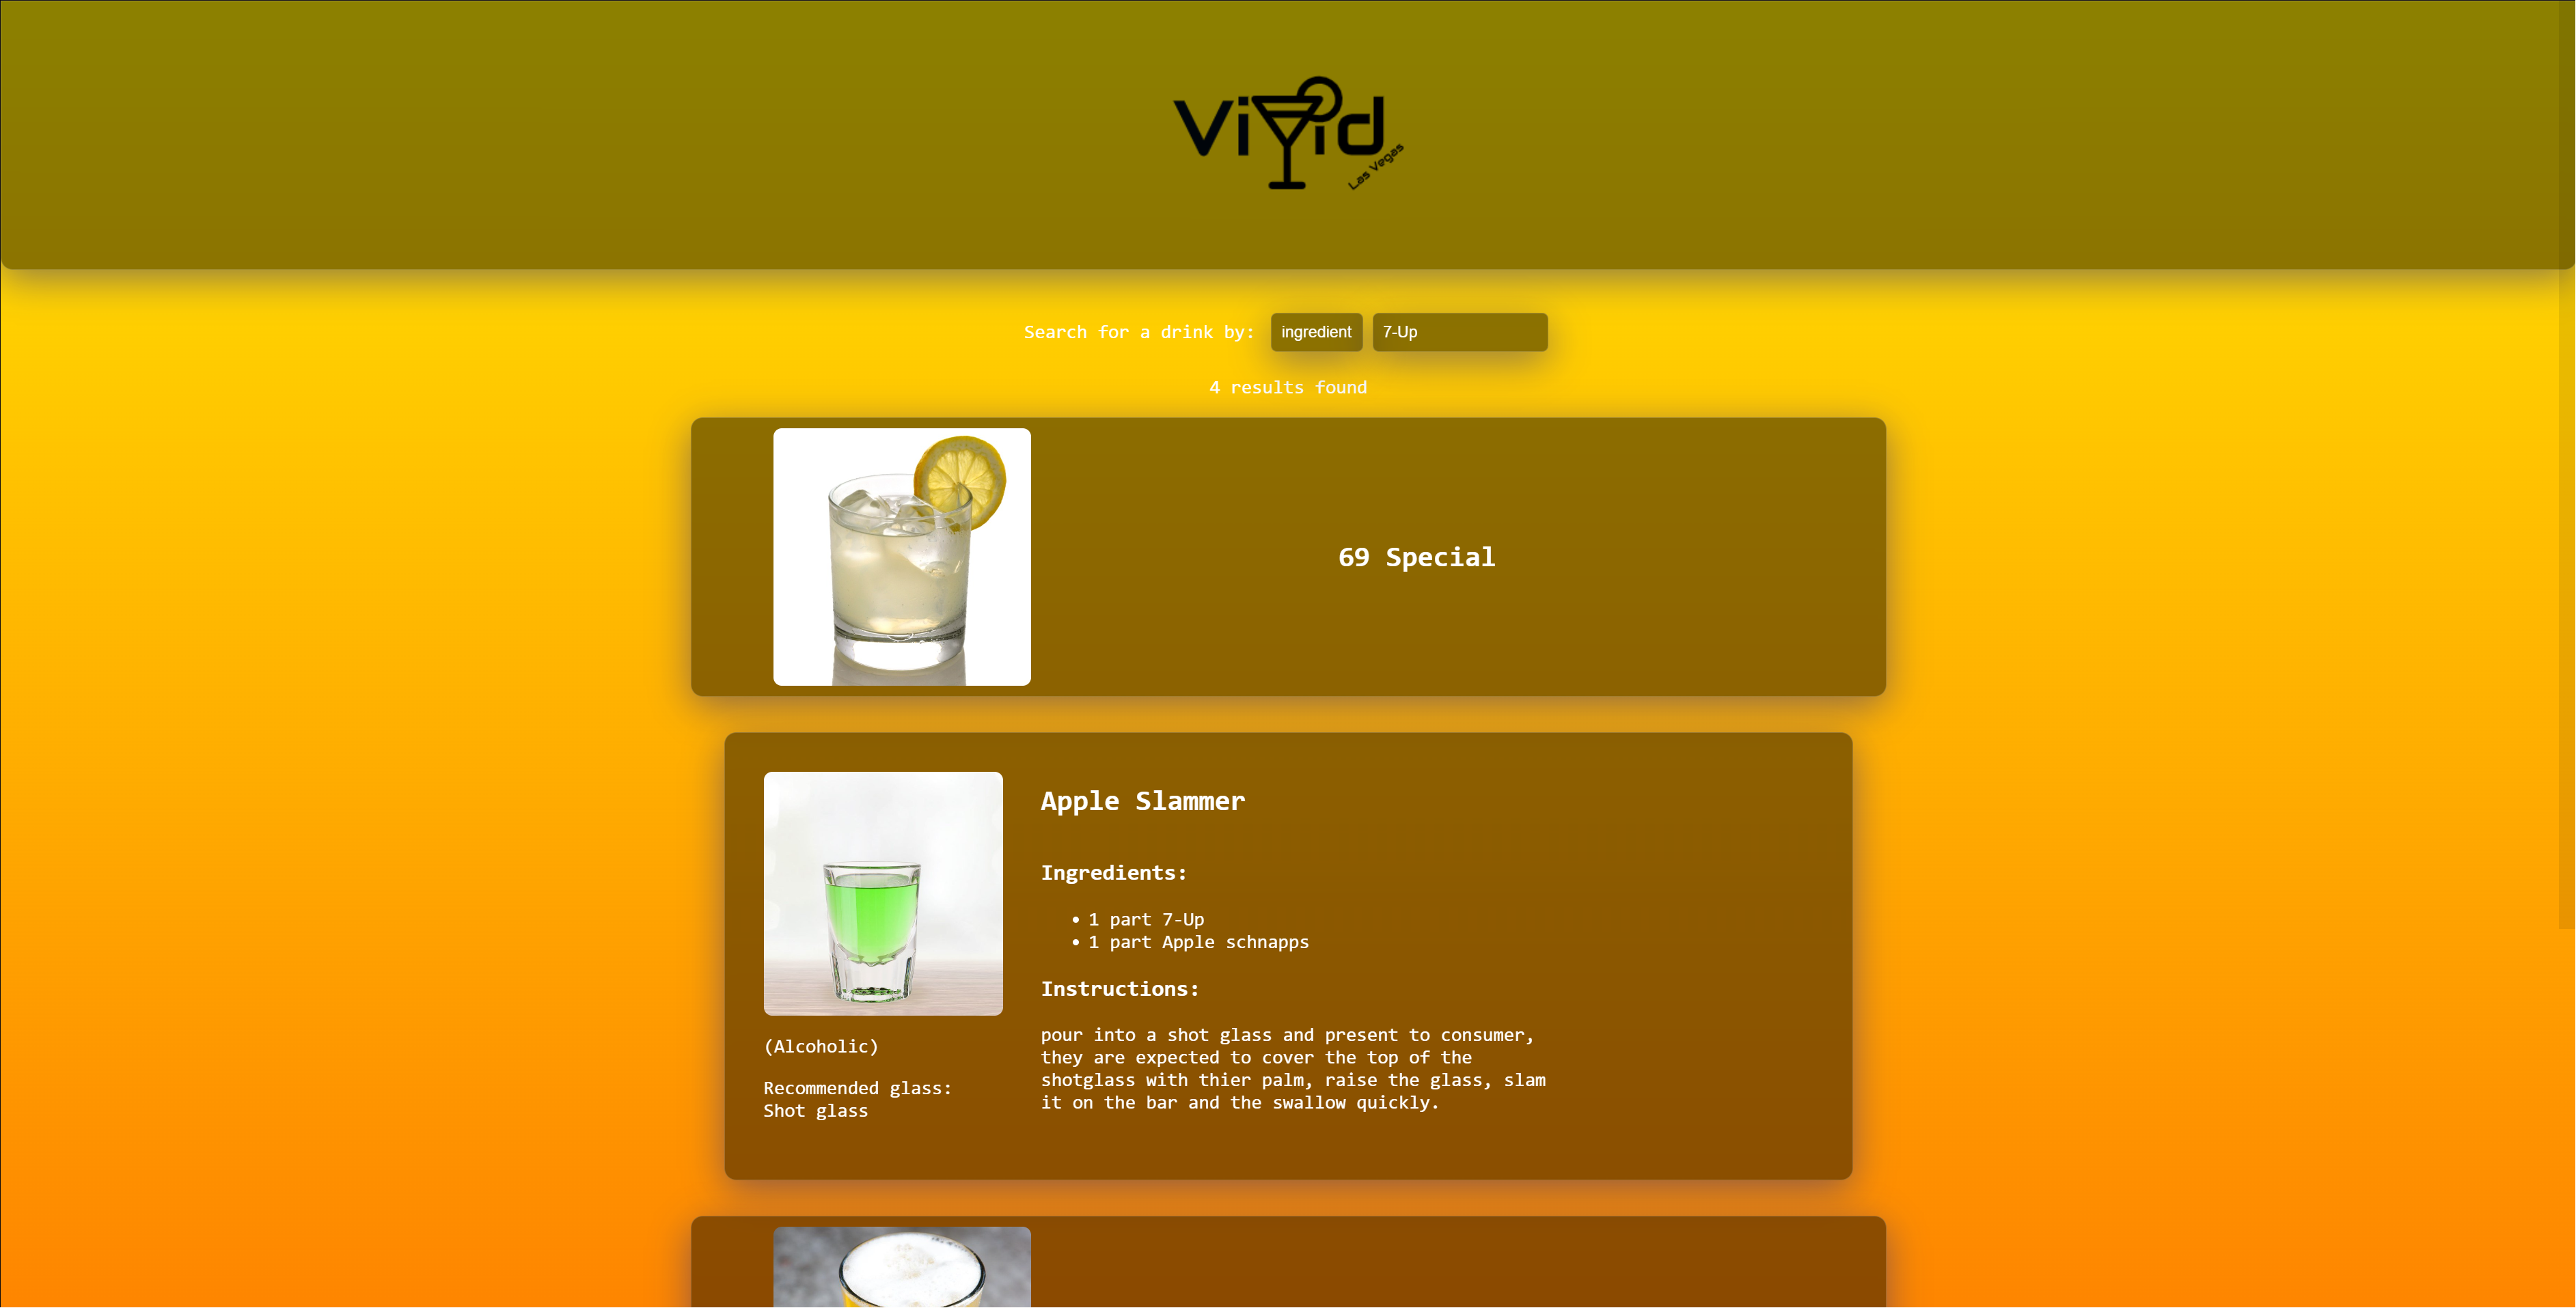 ViVid
Las Vegas
Search for a drink by: ingredient 7-Up
4 results found
69 Special
Apple Slammer
Ingredients:
• 1 part 7-Up
• 1 part Apple schnapps
Instructions:
pour into a shot glass and present to consumer,
they are expected to cover the top of the
shotglass with thier palm, raise the glass, slam
it on the bar and the swallow quickly.
(Alcoholic)
Recommended glass:
Shot glass